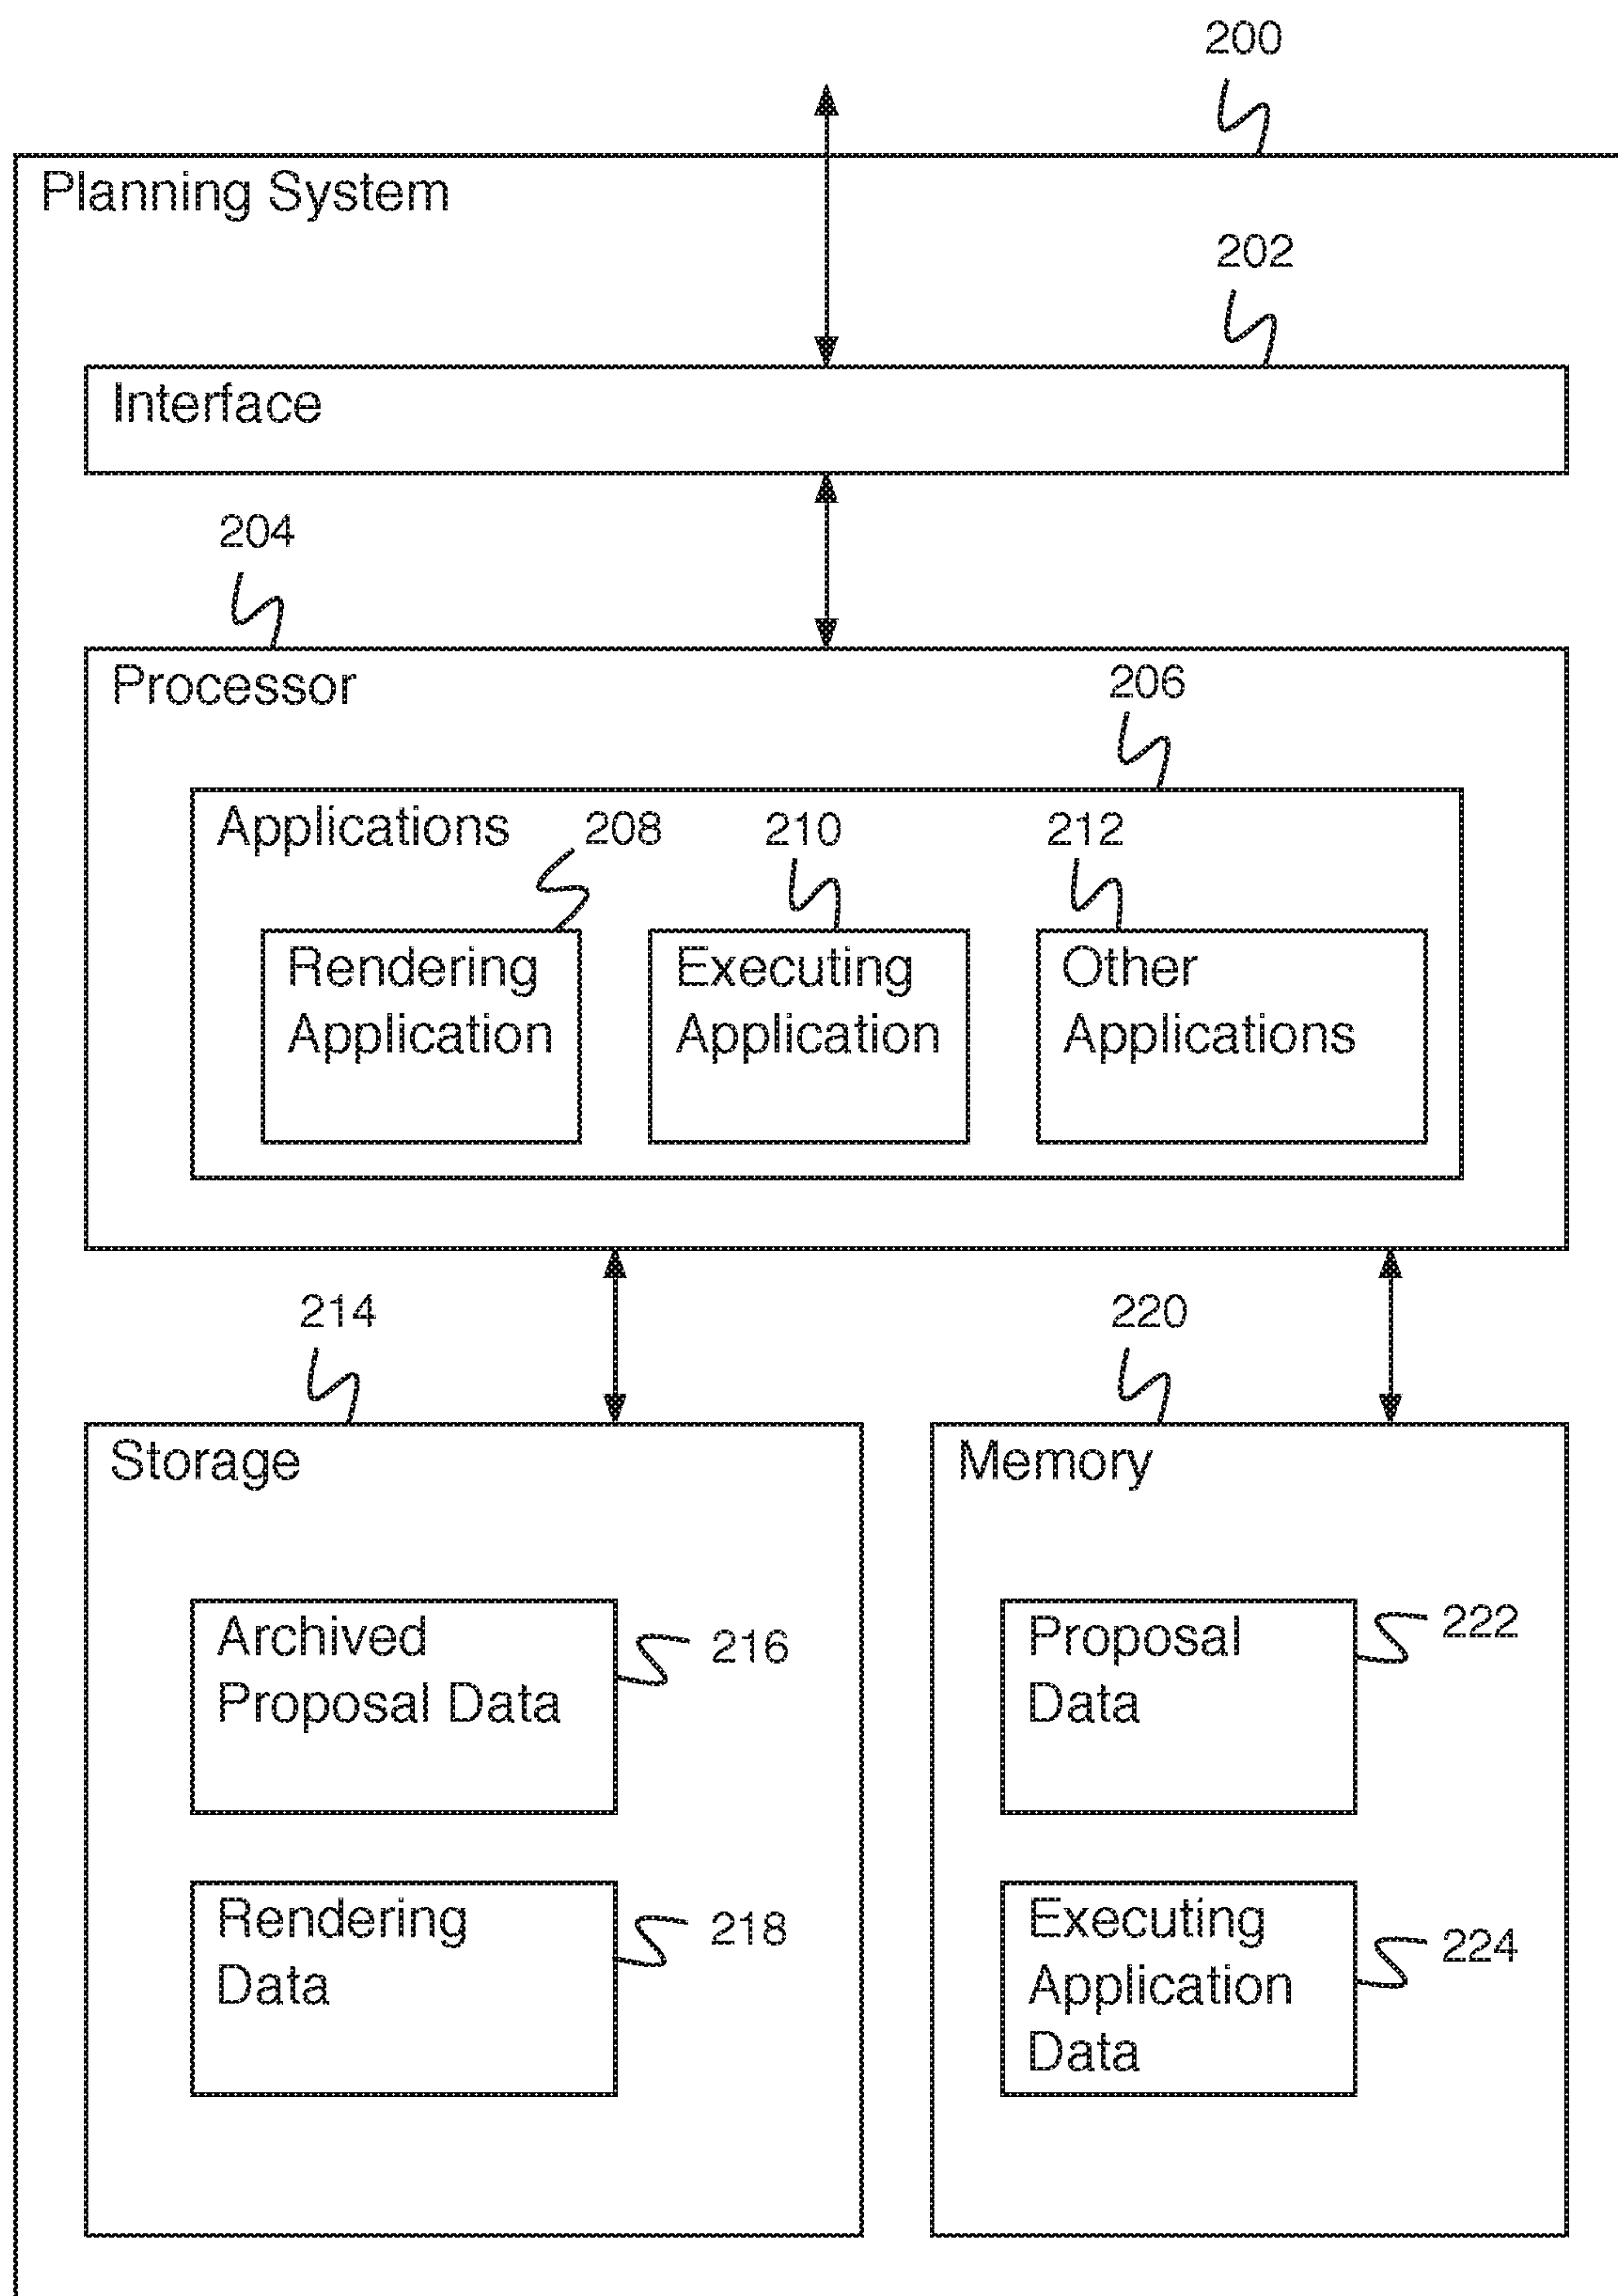 200
Planning System
202
Interface
204
Processor
206
Applications
208
210
212
Rendering
Application
Executing
Application
Other
Applications
214
220
Storage
Memory
Archived
Proposal Data
216
Proposal
Data
222
Rendering
Data
218
Executing
Application
Data
224